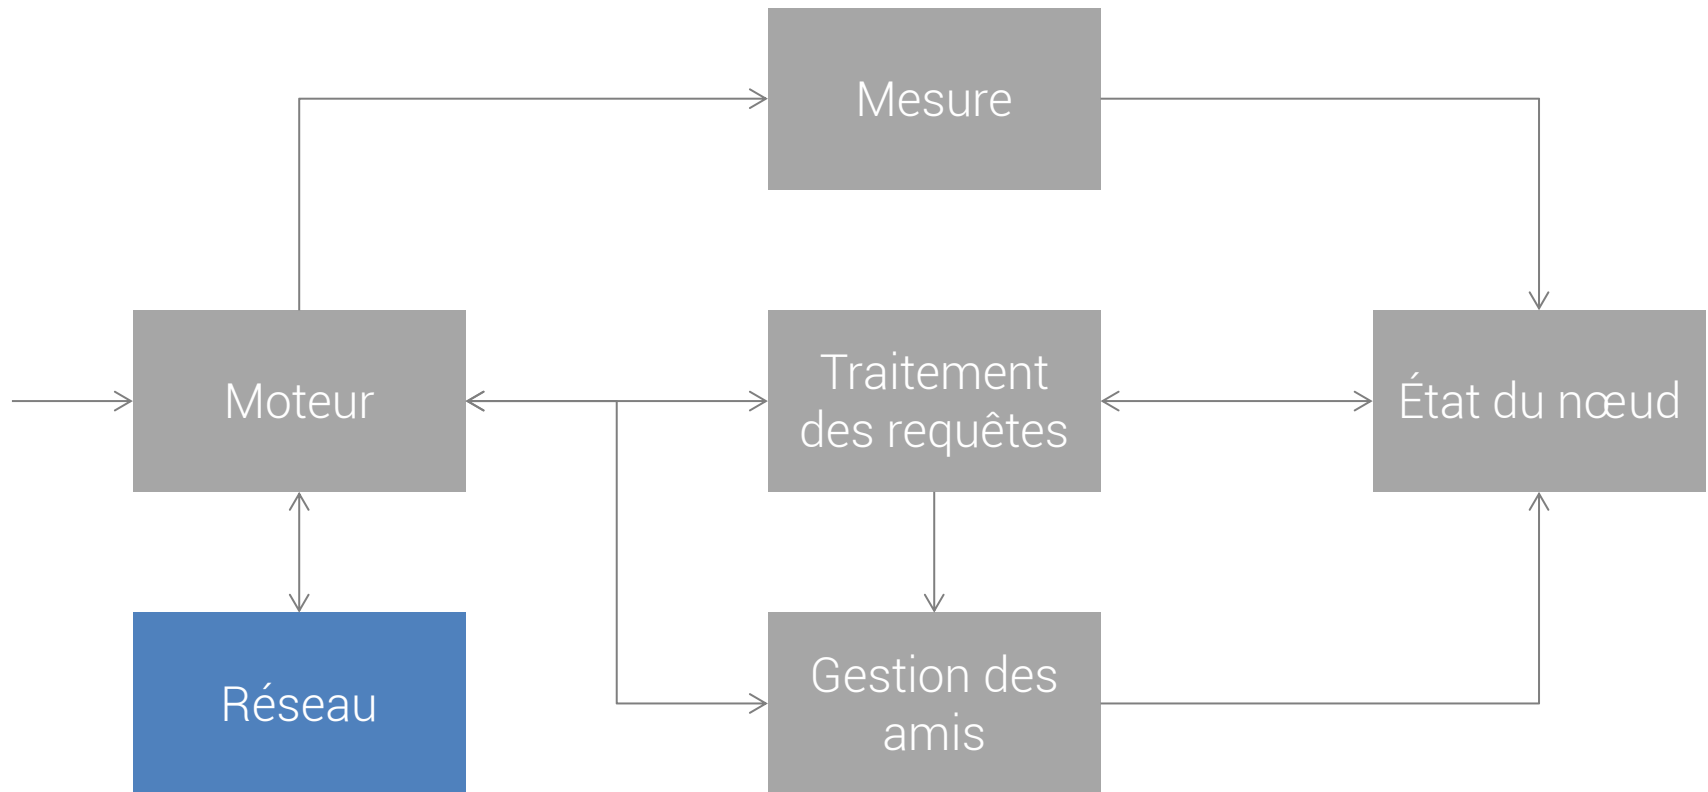 Mesure
Moteur
Traitement
des requêtes
État du nœud
Réseau
Gestion des
amis